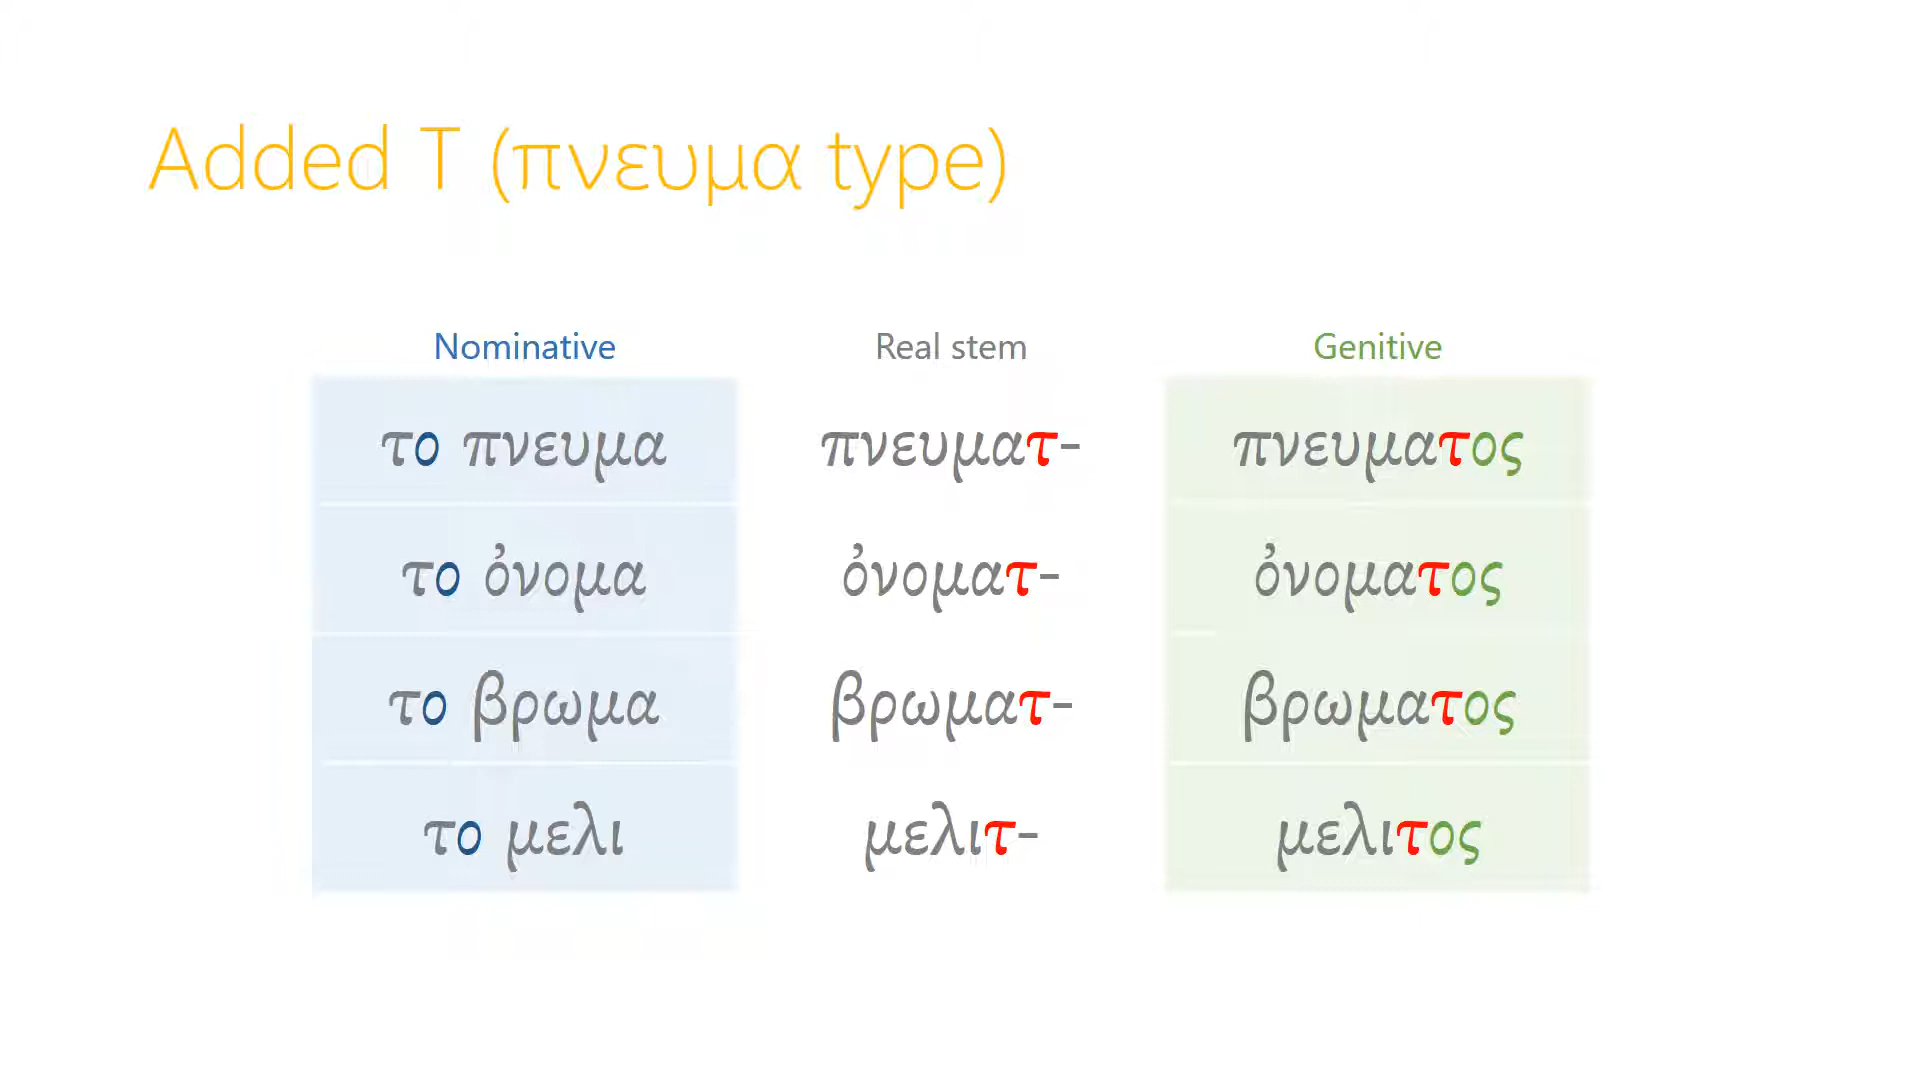 Added T (πνευμα type)
Nominative Real stem Genitive
το πνευμα πνευματ- πνευματος
το ὀνομα ὀνοματ- ὀνοματος
το βρωμα βρωματ- βρωματος
το μελι μελιτ- μελιτος